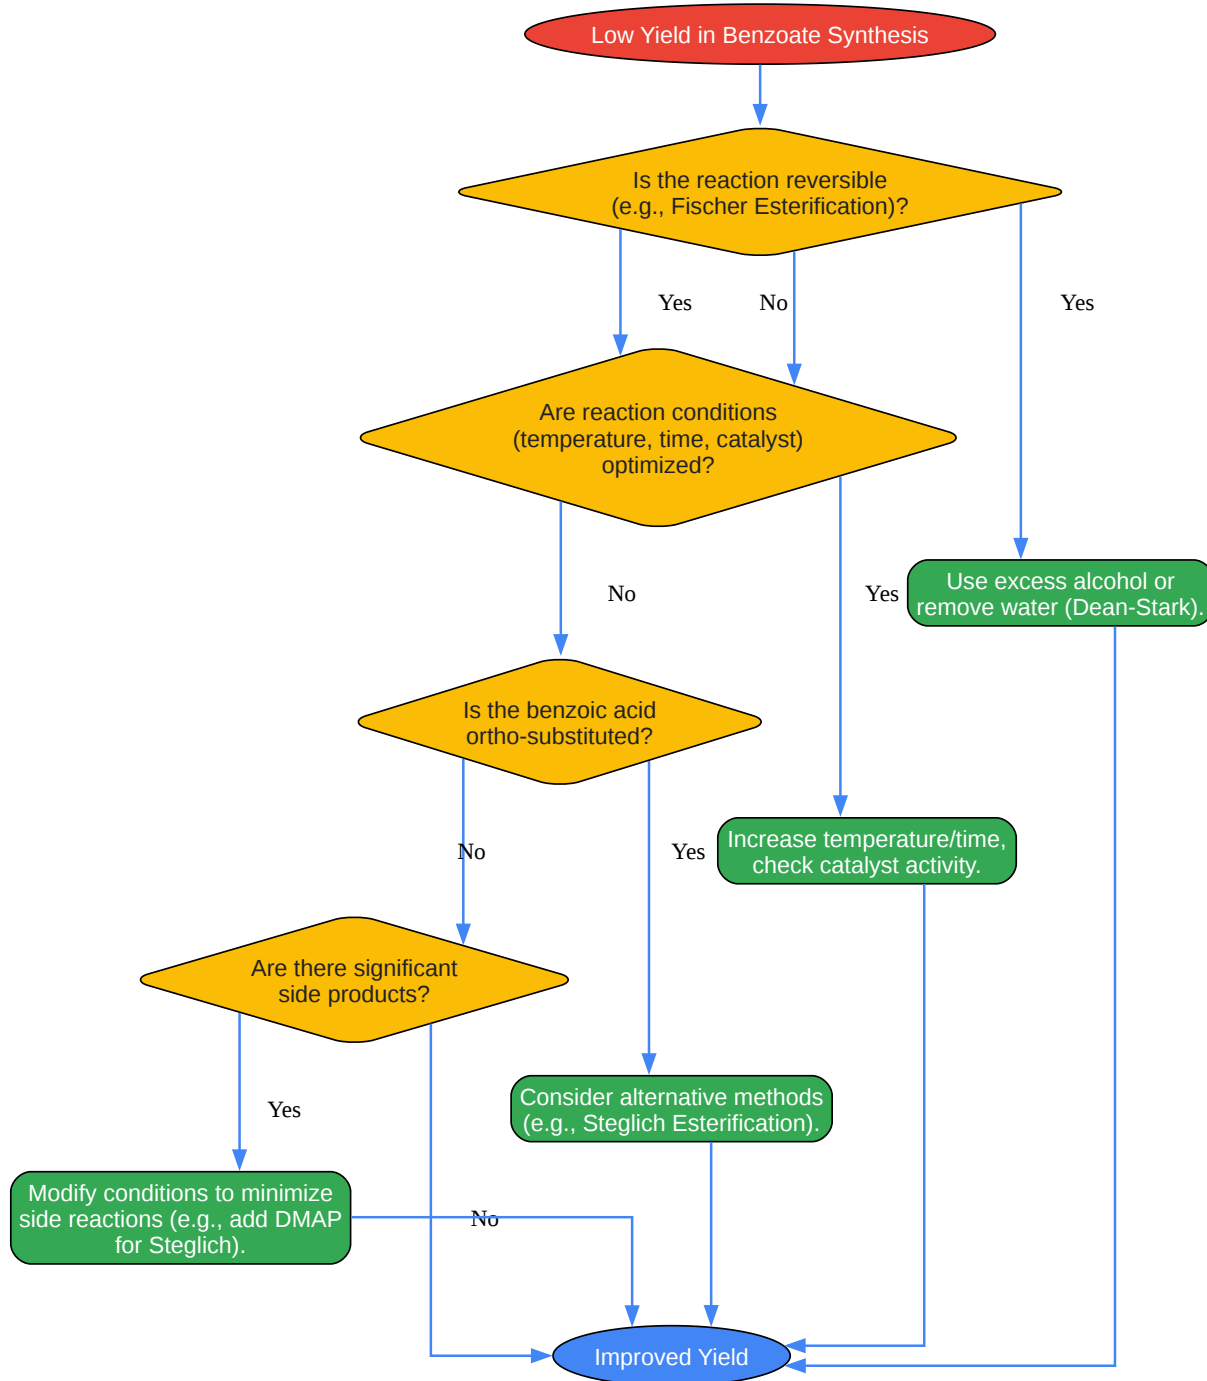 Low Yield in Benzoate Synthesis
Is the reaction reversible
(e.g., Fischer Esterification)?
Yes
No
Yes
Are reaction conditions
(temperature, time, catalyst)
optimized?
No
Yes
Use excess alcohol or
remove water (Dean-Stark).
Is the benzoic acid
ortho-substituted?
No
Yes
Increase temperature/time,
check catalyst activity.
Are there significant
side products?
Yes
No
Consider alternative methods
(e.g., Steglich Esterification).
Modify conditions to minimize
side reactions (e.g., add DMAP
for Steglich).
Improved Yield